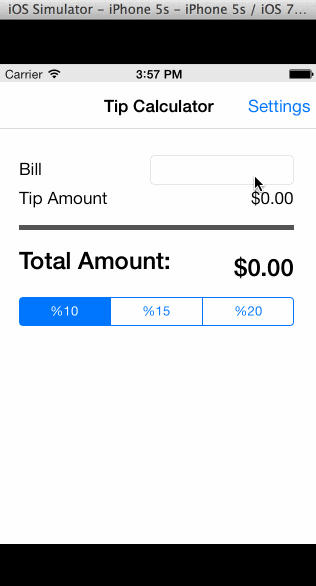 iOS Simulator - iPhone 5s - iPhone 5s / iOS 7...
Carrier 3:57 PM
Tip Calculator Settings
Bill
Tip Amount $0.00
Total Amount: $0.00
%10 %15 %20